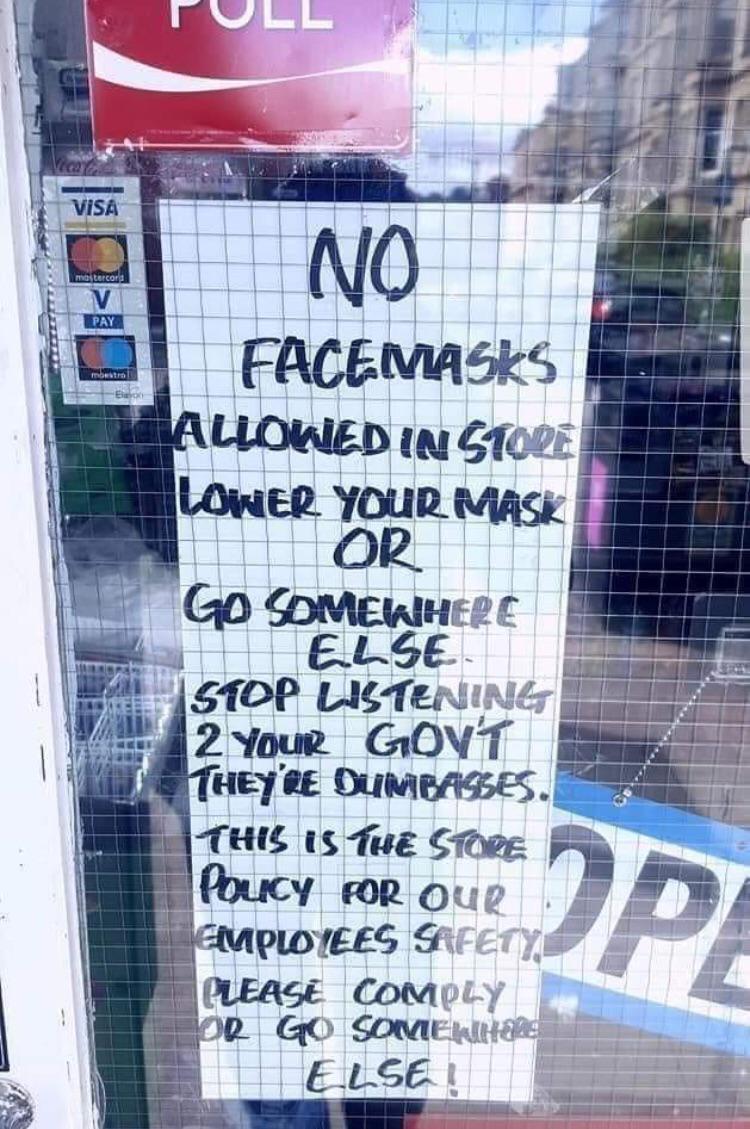 PULL
VISA
mastercard
V
PAY
maestro
Elavon
NO
FACEMASKS
ALLOWED IN STORE
LOWER YOUR MASK
OR
GO SOMEWHERE
ELSE.
STOP LISTENING
2 YOUR GOV'T
THEY'RE DUMBASSES.
THIS IS THE STORE
POLICY FOR OUR
EMPLOYEES SAFETY.
PLEASE COMPLY
OR GO SOMEWHERE
ELSE!
OPE